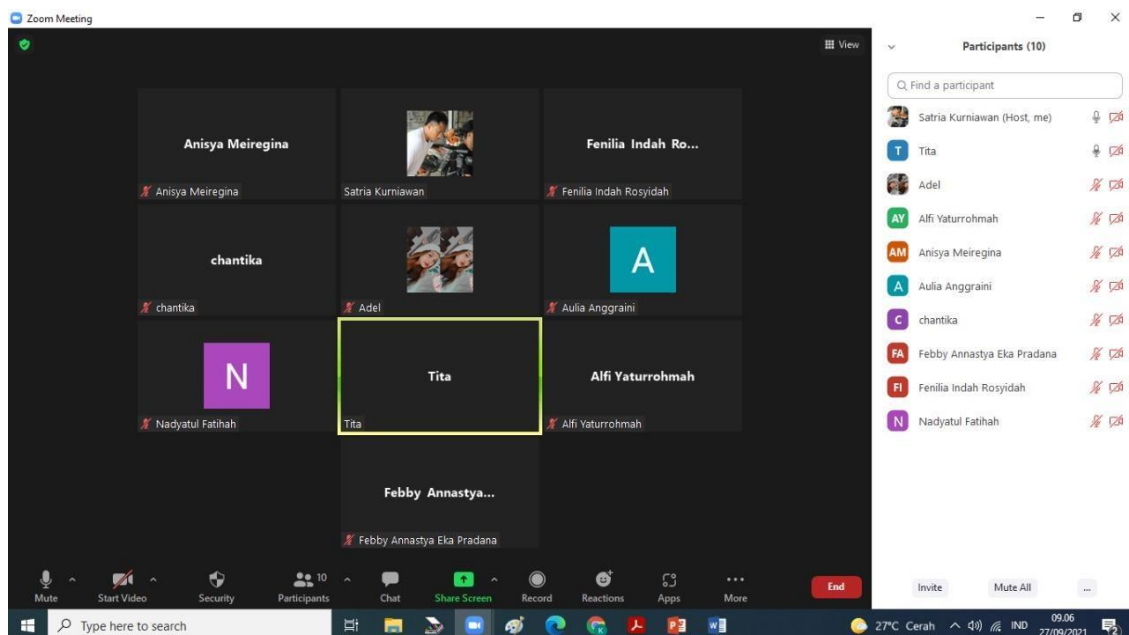 Zoom Meeting
View
Anisya Meiregina
Anisya Meiregina
Satria Kurniawan
Fenilia Indah Ro...
Fenilia Indah Rosyidah
chantika
chantika
Adel
A
Aulia Anggraini
N
Nadyatul Fatihah
Tita
Tita
Alfi Yaturrohmah
Alfi Yaturrohmah
Febby Annastya...
Febby Annastya Eka Pradana
Participants (10)
Find a participant
Satria Kurniawan (Host, me)
T Tita
Adel
AY Alfi Yaturrohmah
AM Anisya Meiregina
A Aulia Anggraini
C chantika
FA Febby Annastya Eka Pradana
FI Fenilia Indah Rosyidah
N Nadyatul Fatihah
Invite Mute All ...
Mute Start Video Security Participants 10 Chat Share Screen Record Reactions Apps More End
Type here to search
27°C Cerah IND 09.06
27/09/2021 2